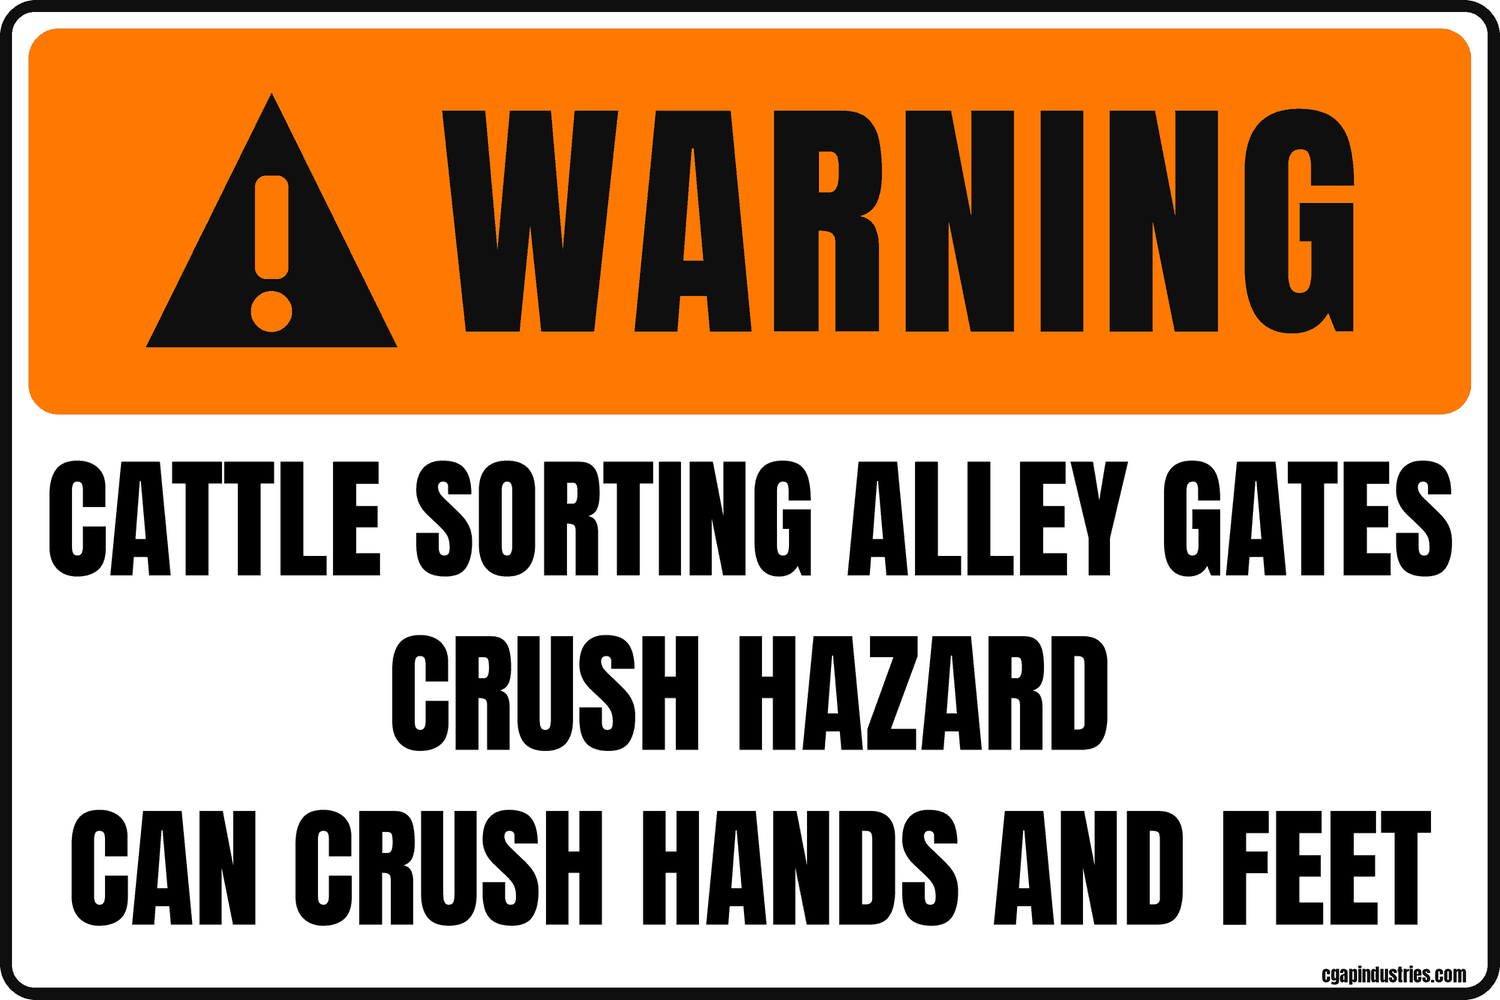 WARNING
CATTLE SORTING ALLEY GATES
CRUSH HAZARD
CAN CRUSH HANDS AND FEET
cgapindustries.com